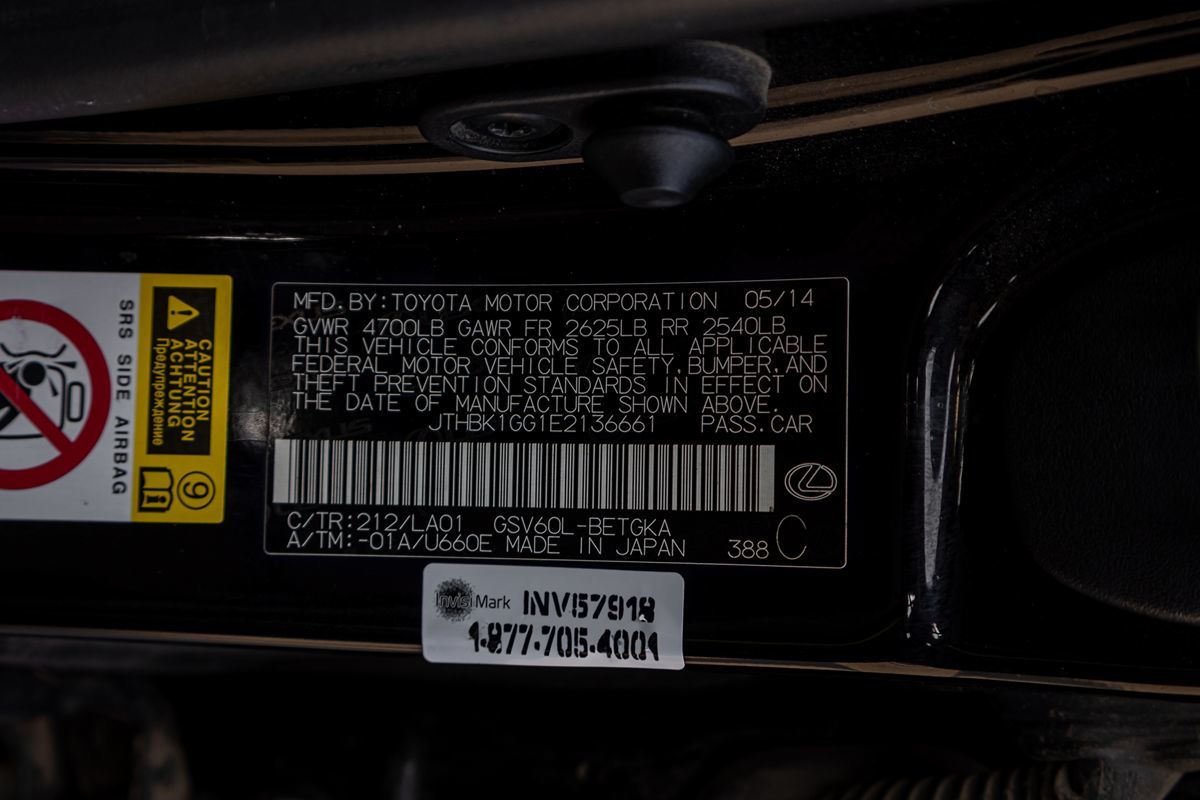 SRS SIDE AIRBAG
CAUTION
ATTENTION
ACHTUNG
Предупреждение
9
MFD.BY:TOYOTA MOTOR CORPORATION 05/14
GVWR 4700LB GAWR FR 2625LB RR 2540LB
THIS VEHICLE CONFORMS TO ALL APPLICABLE
FEDERAL MOTOR VEHICLE SAFETY,BUMPER,AND
THEFT PREVENTION STANDARDS IN EFFECT ON
THE DATE OF MANUFACTURE SHOWN ABOVE.
JTHBK1GG1E2136661 PASS.CAR
C/TR:212/LA01 GSV60L-BETGKA
A/TM:-01A/U660E MADE IN JAPAN 388 C
InvisiMark INV57918
1-877-705-4001